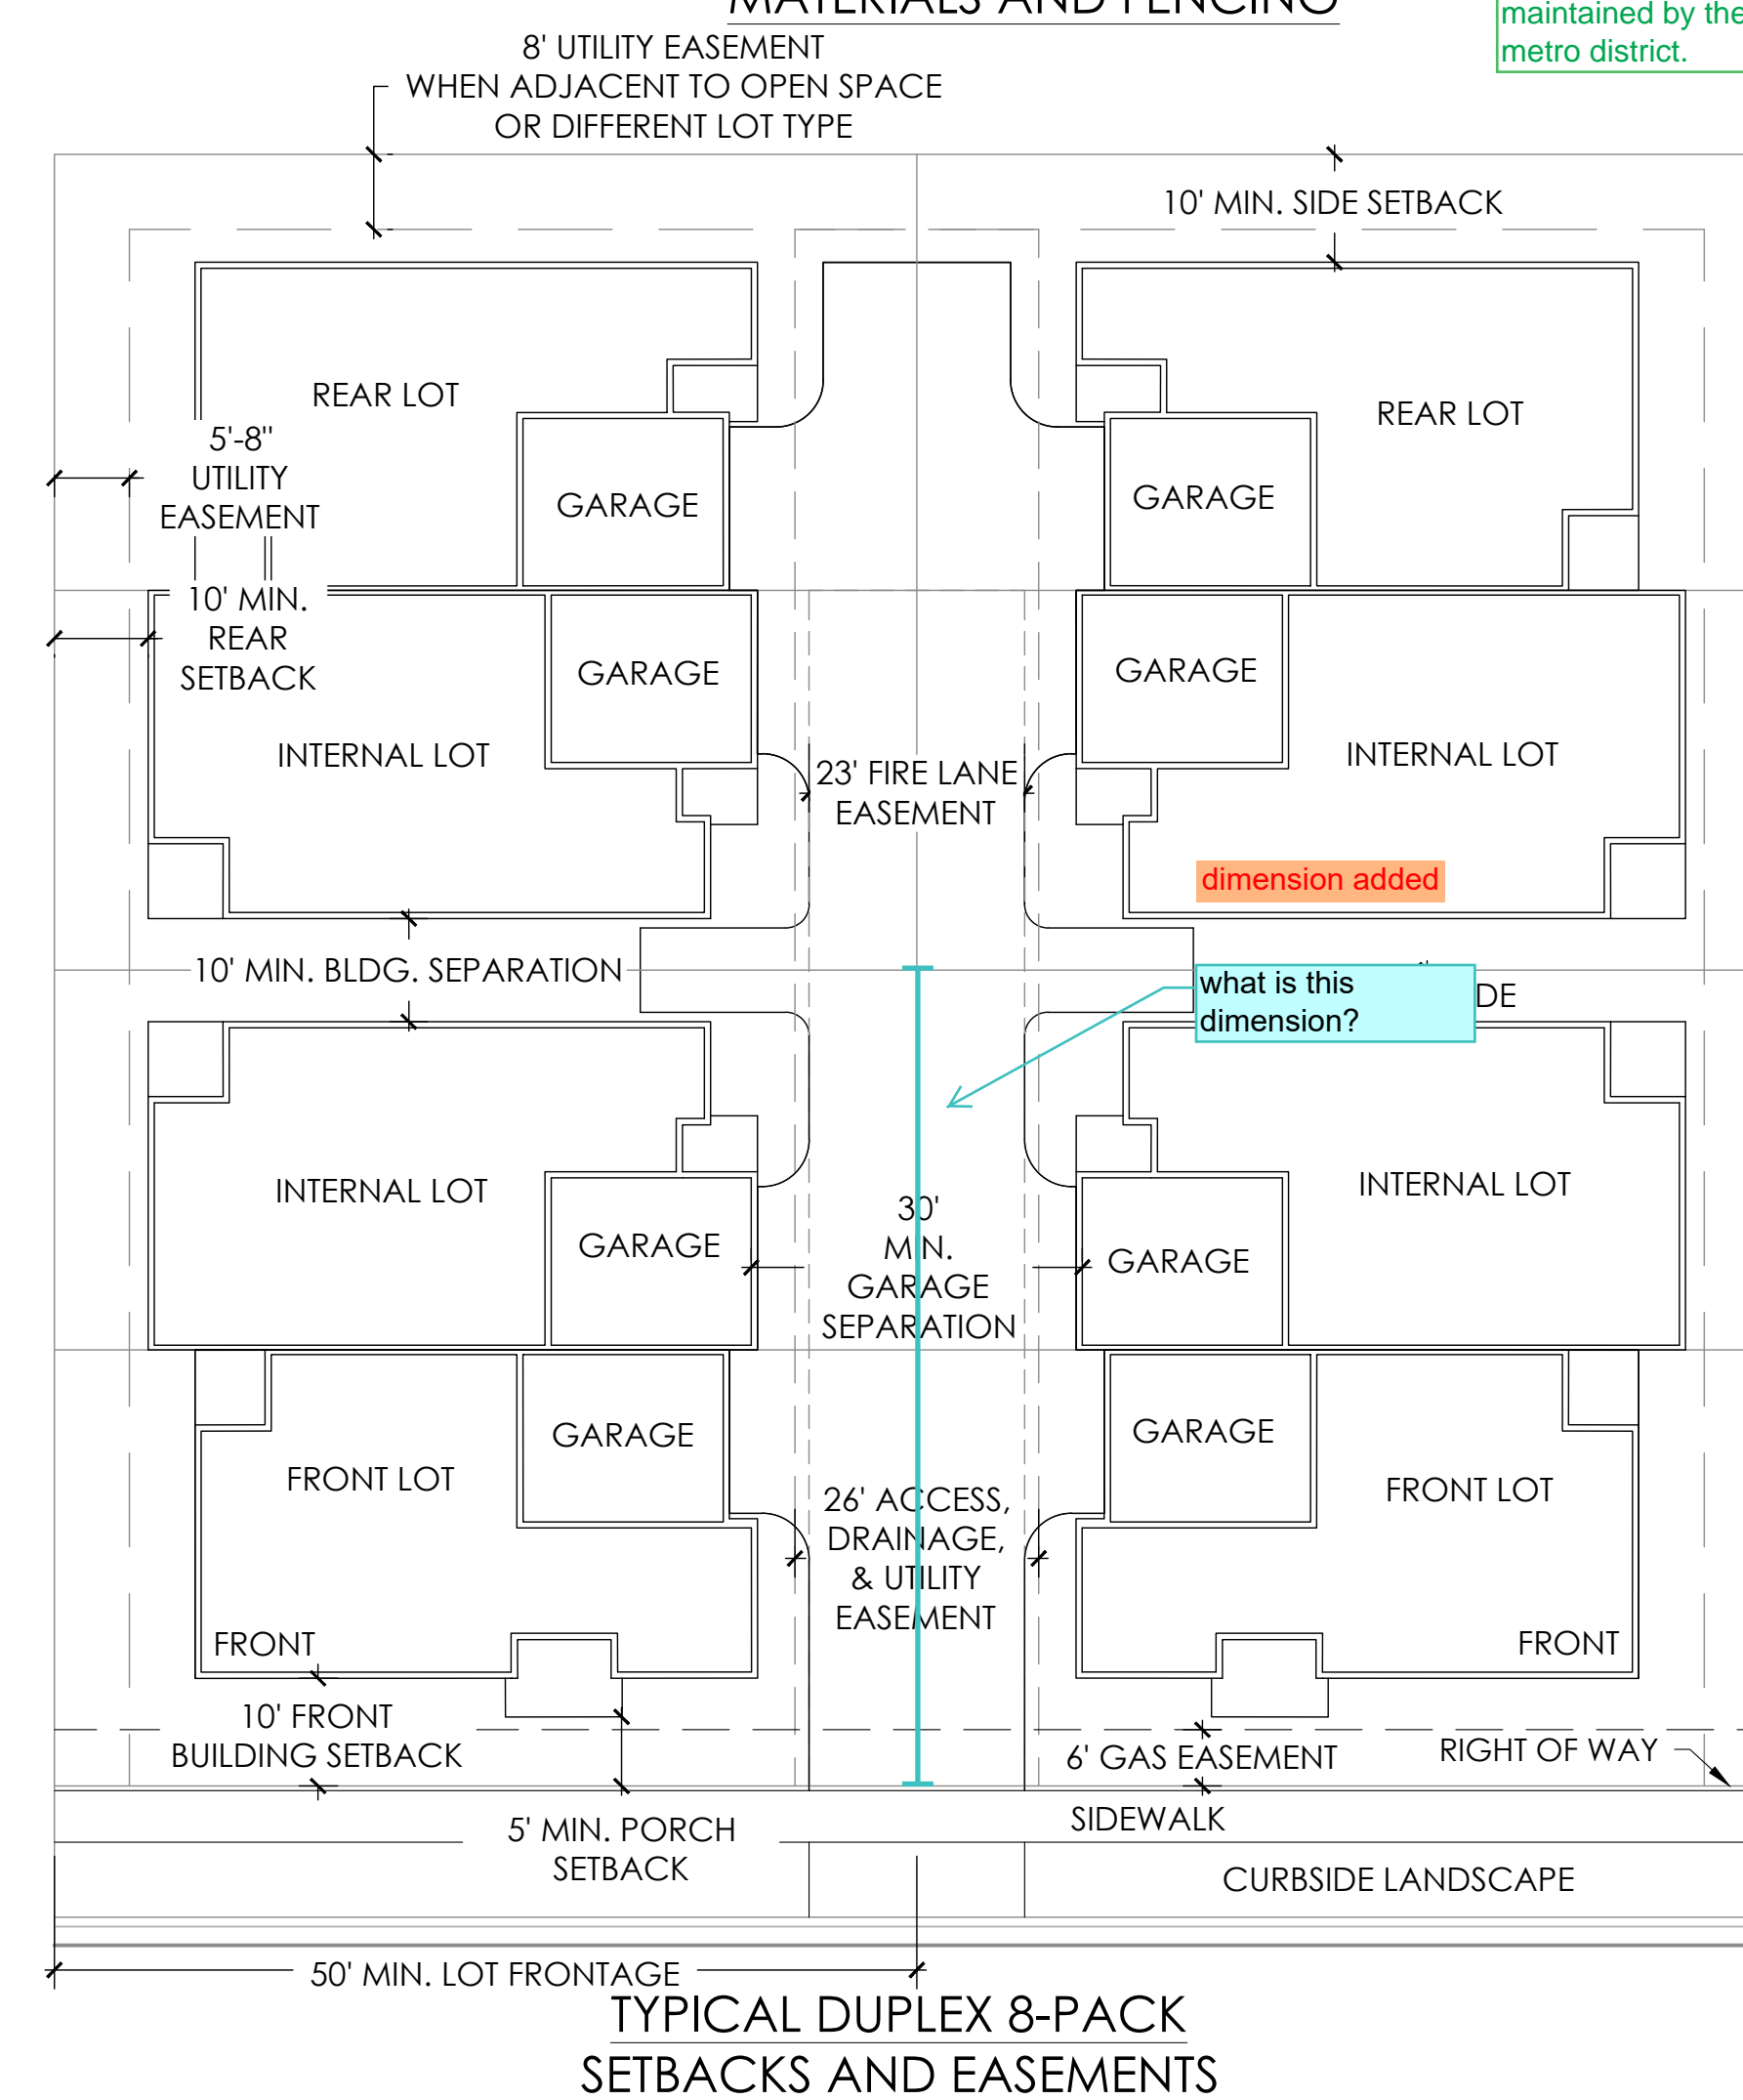 MATERIALS AND FENCING
maintained by the
metro district.
8' UTILITY EASEMENT
WHEN ADJACENT TO OPEN SPACE
OR DIFFERENT LOT TYPE
10' MIN. SIDE SETBACK
REAR LOT
REAR LOT
5'-8"
UTILITY
EASEMENT
GARAGE
GARAGE
10' MIN.
REAR
SETBACK
GARAGE
GARAGE
INTERNAL LOT
INTERNAL LOT
23' FIRE LANE
EASEMENT
dimension added
10' MIN. BLDG. SEPARATION
what is this
dimension?
DE
INTERNAL LOT
INTERNAL LOT
30'
MIN.
GARAGE
SEPARATION
GARAGE
GARAGE
GARAGE
GARAGE
FRONT LOT
FRONT LOT
26' ACCESS,
DRAINAGE,
& UTILITY
EASEMENT
FRONT
FRONT
10' FRONT
BUILDING SETBACK
6' GAS EASEMENT
RIGHT OF WAY
5' MIN. PORCH
SETBACK
SIDEWALK
CURBSIDE LANDSCAPE
50' MIN. LOT FRONTAGE
TYPICAL DUPLEX 8-PACK
SETBACKS AND EASEMENTS